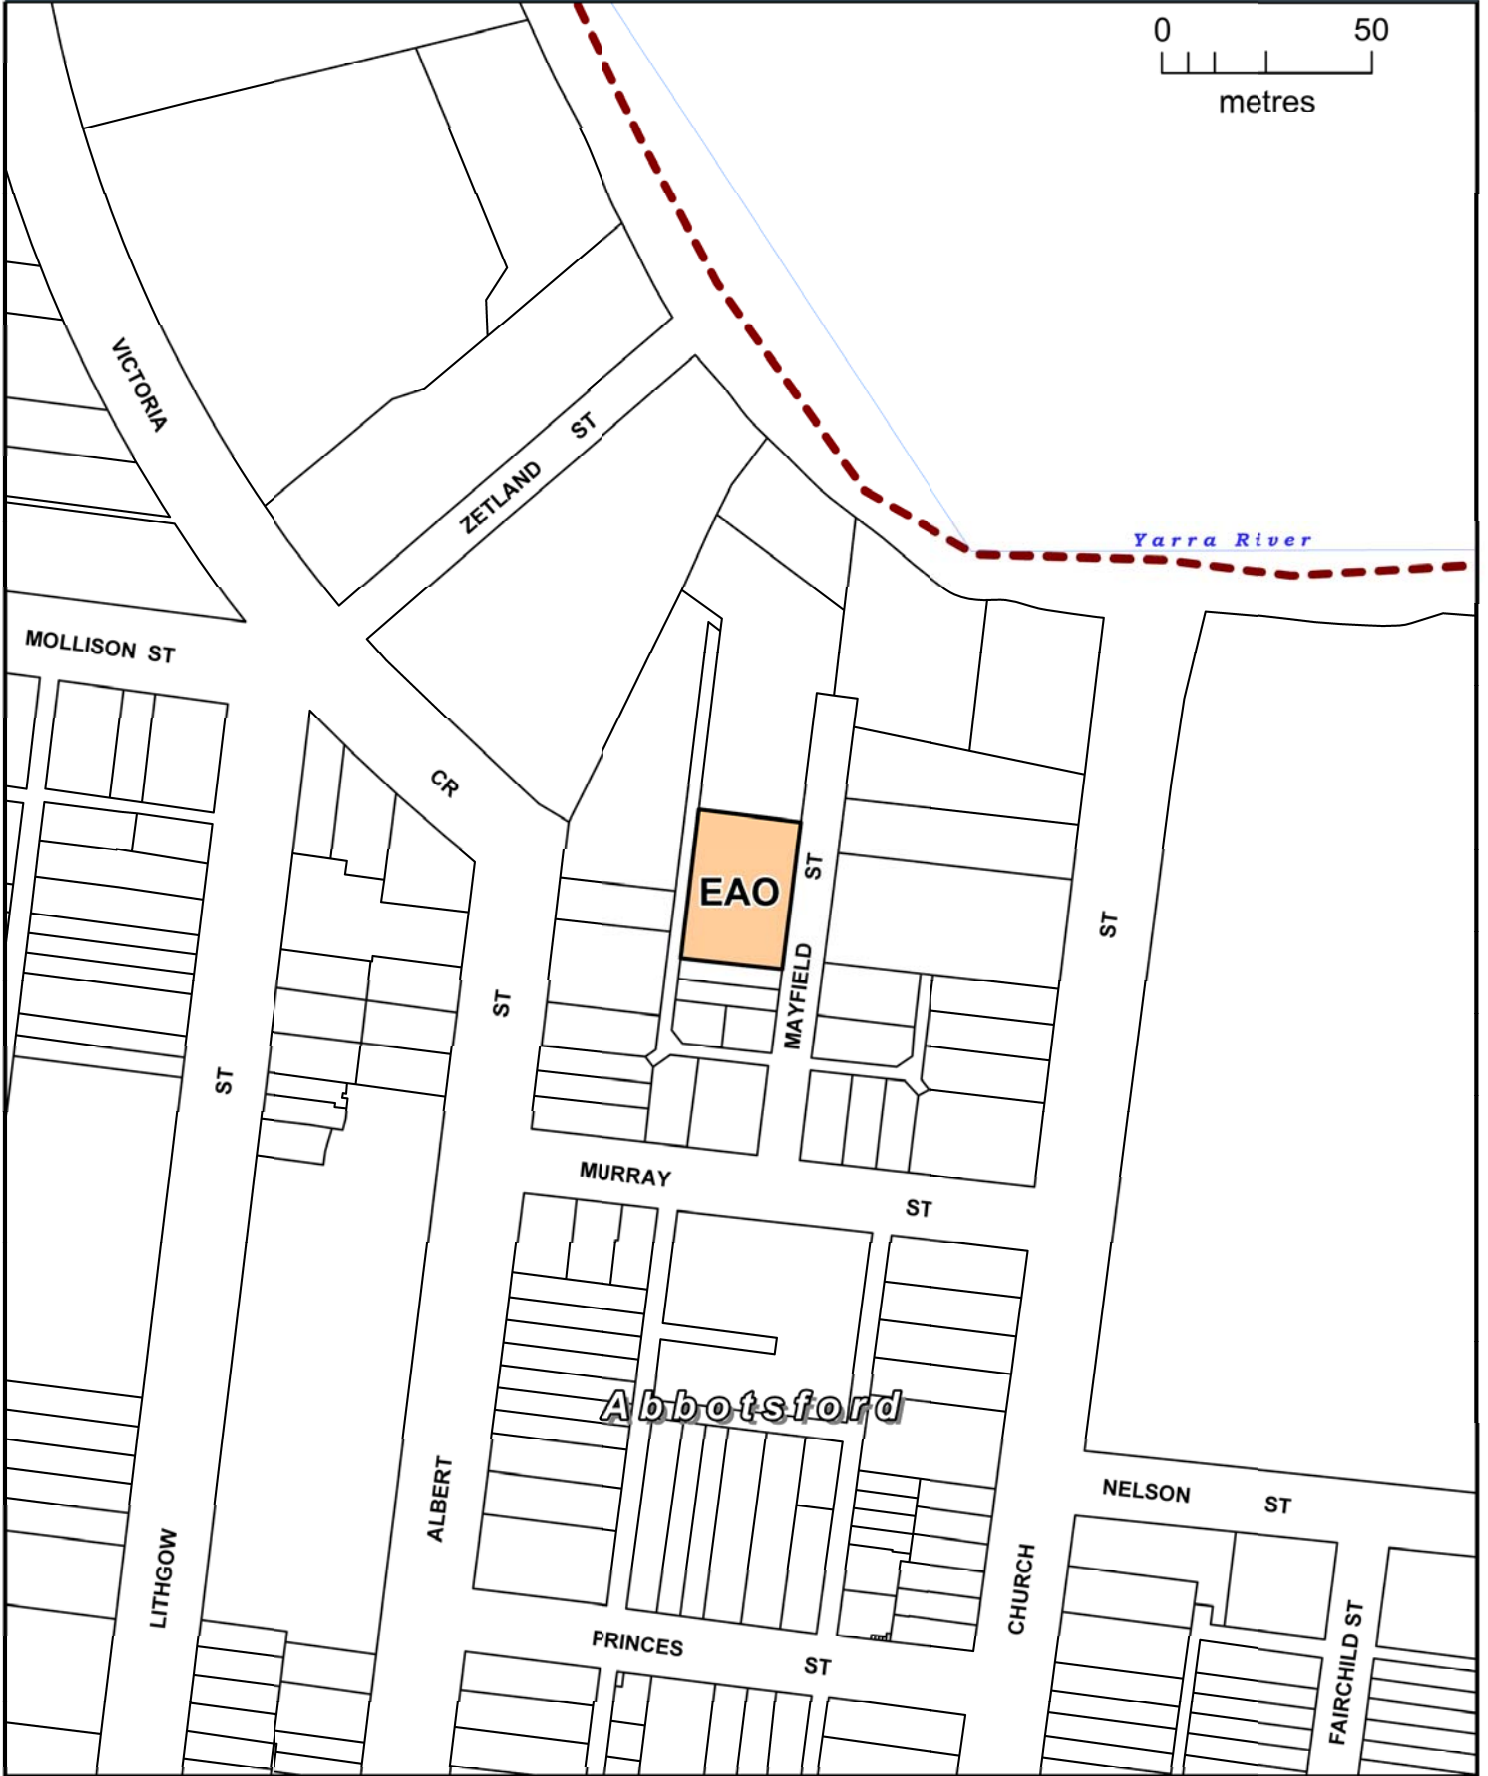 0 50
metres
VICTORIA
ZETLAND ST
Yarra River
MOLLISON ST
CR
ST
EAO
ST
ST
MAYFIELD
ST
ST
MURRAY
ST
Abbotsford
ALBERT
NELSON ST
LITHGOW
CHURCH
PRINCES
ST
FAIRCHILD ST